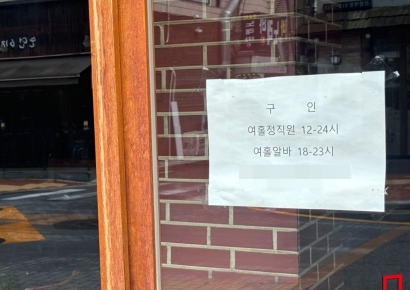 구 인
여홀정직원 12-24시
여홀알바 18-23시